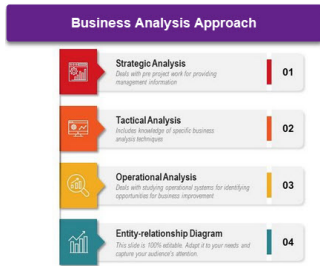 Business Analysis Approach
Strategic Analysis
Deals with pre project work for providing
management information
01
Tactical Analysis
Includes knowledge of specific business
analysis techniques
02
Operational Analysis
Deals with studying operational systems for identifying
opportunities for business improvement
03
Entity-relationship Diagram
This slide is 100% editable. Adapt it to your needs and
capture your audience's attention.
04